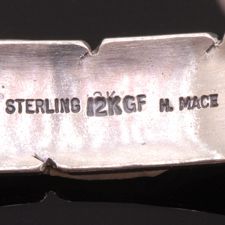 STERLING 12KGF H. MACE